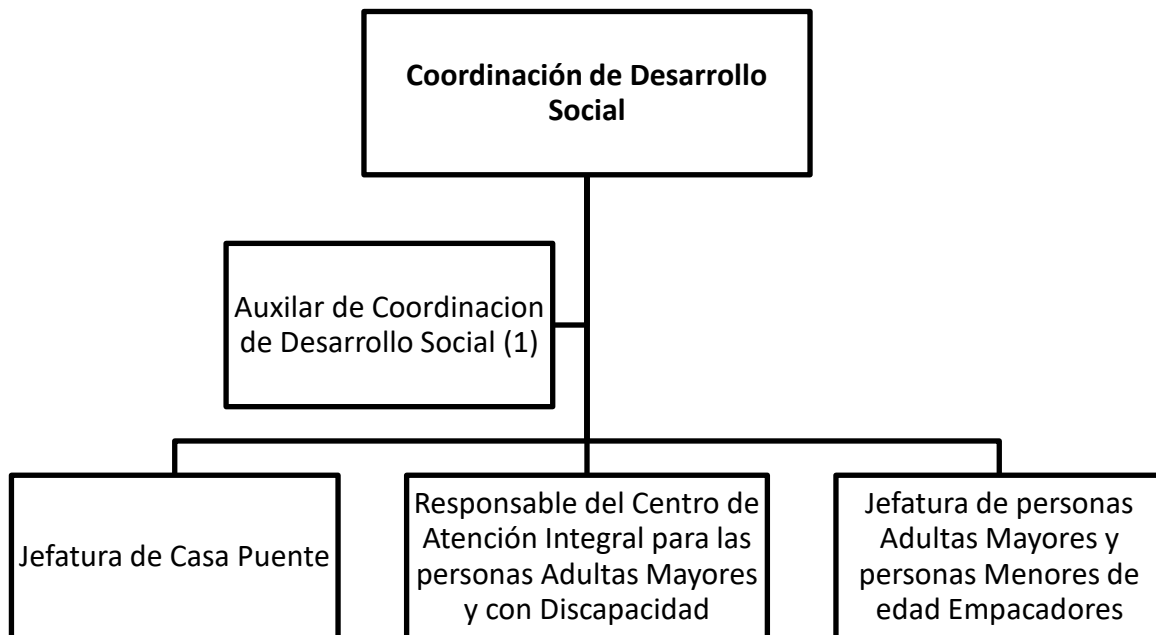 Coordinación de Desarrollo
Social
Auxilar de Coordinacion
de Desarrollo Social (1)
Jefatura de Casa Puente
Responsable del Centro de
Atención Integral para las
personas Adultas Mayores
y con Discapacidad
Jefatura de personas
Adultas Mayores y
personas Menores de
edad Empacadores